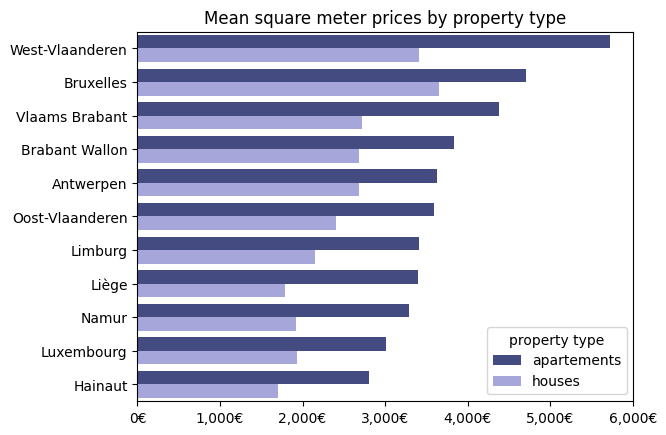 Mean square meter prices by property type
West-Vlaanderen
Bruxelles
Vlaams Brabant
Brabant Wallon
Antwerpen
Oost-Vlaanderen
Limburg
Liège
Namur
Luxembourg
Hainaut
property type
apartements
houses
0€ 1,000€ 2,000€ 3,000€ 4,000€ 5,000€ 6,000€